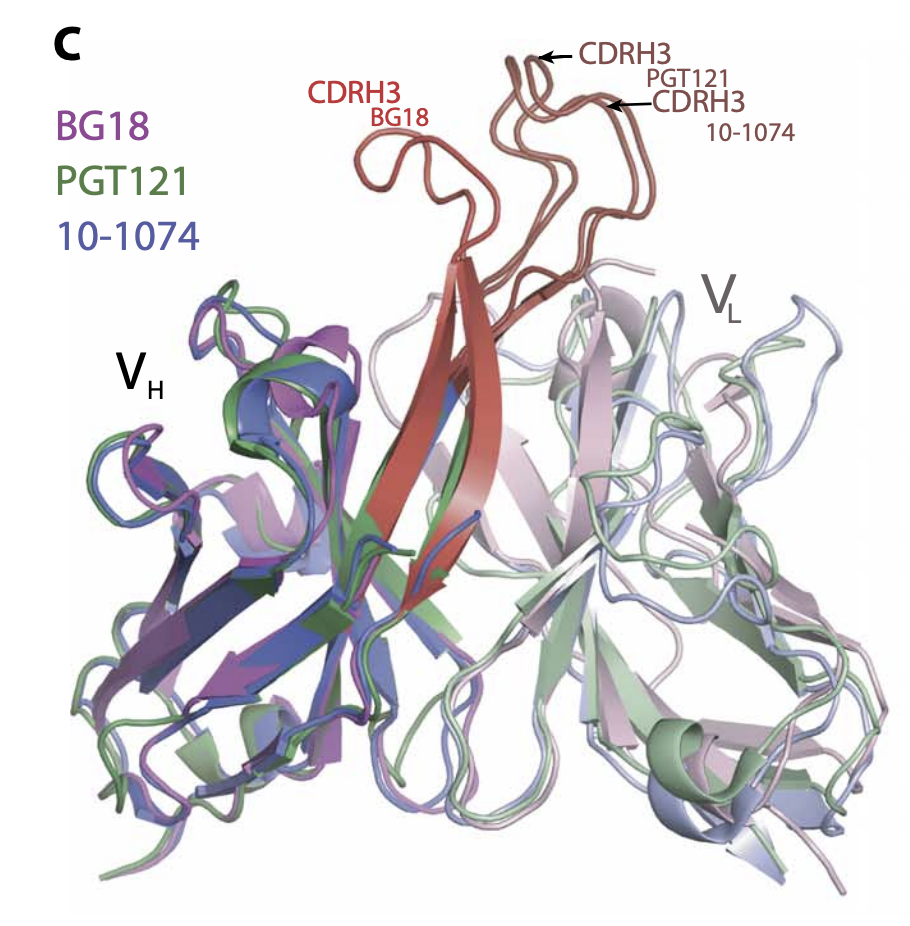 C
BG18
PGT121
10-1074
CDRH3
BG18
CDRH3
PGT121
CDRH3
10-1074
VH
VL